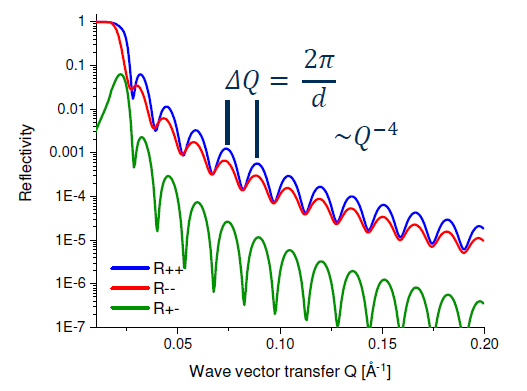 Reflectivity
1
0.1
0.01
0.001
1E-4
1E-5
1E-6
1E-7
ΔQ = 2π/d
~Q⁻⁴
R++
R--
R+-
0.05
0.10
0.15
0.20
Wave vector transfer Q [Å⁻¹]